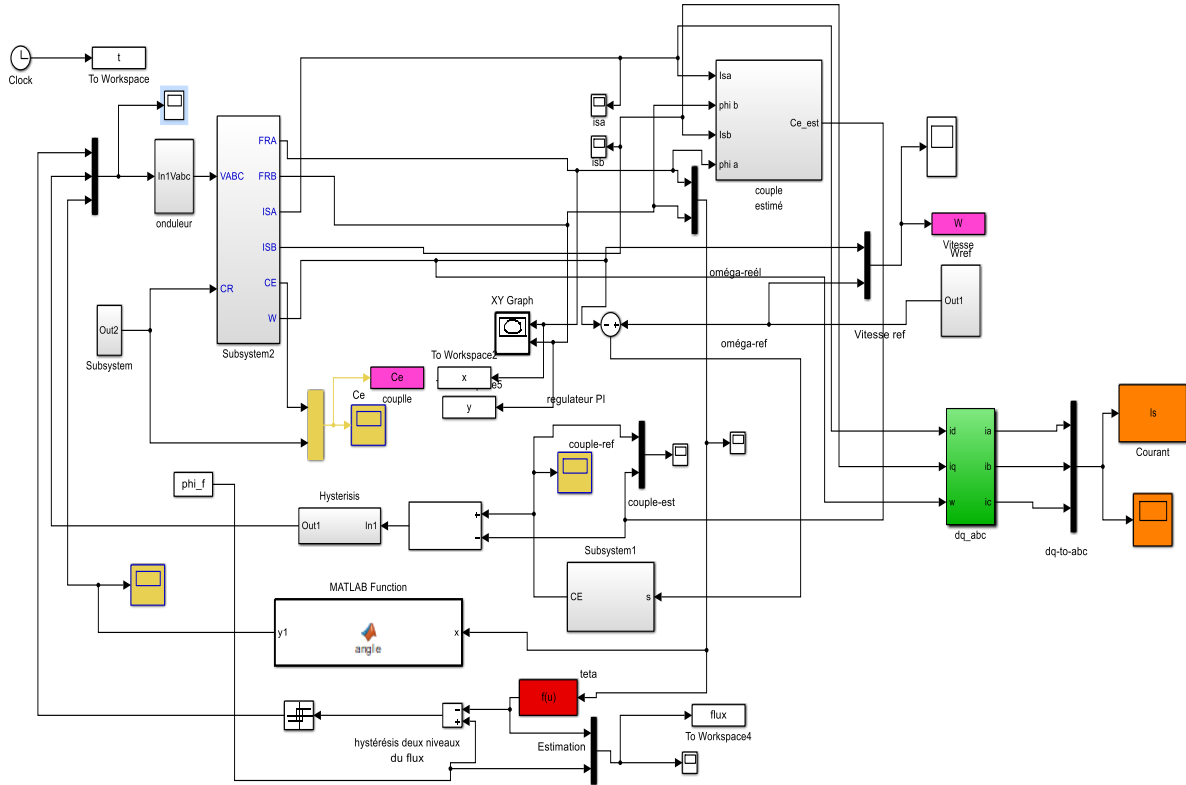 t
Clock
To Workspace
In1Vabc
onduleur
VABC
CR
FRA
FRB
ISA
ISB
CE
W
Subsystem2
Out2
Subsystem
isa
isb
Isa
phi b
Isb
phi a
Ce_est
couple
estimé
W
Vitesse
Wref
Out1
oméga-reél
Vitesse ref
oméga-ref
- +
XY Graph
To Workspace2
x
y
regulateur PI
Ce
Ce
couplle
couple-ref
couple-est
phi_f
Hysterisis
Out1
In1
+
-
Subsystem1
CE
s
MATLAB Function
y1
x
angle
teta
f(u)
-
+
hystérésis deux niveaux
du flux
Estimation
flux
To Workspace4
id
iq
w
ia
ib
ic
dq_abc
dq-to-abc
Is
Courant